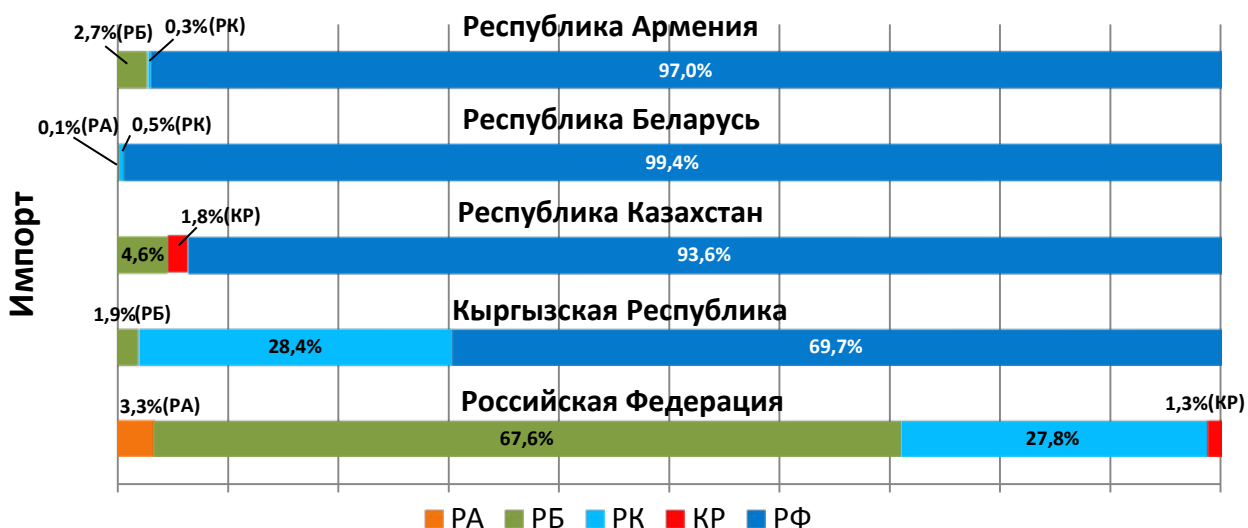 Импорт
Республика Армения
2,7%(РБ)
0,3%(РК)
97,0%
Республика Беларусь
0,1%(РА)
0,5%(РК)
99,4%
Республика Казахстан
1,8%(КР)
4,6%
93,6%
Кыргызская Республика
1,9%(РБ)
28,4%
69,7%
Российская Федерация
3,3%(РА)
1,3%(КР)
67,6%
27,8%
РА РБ РК КР РФ